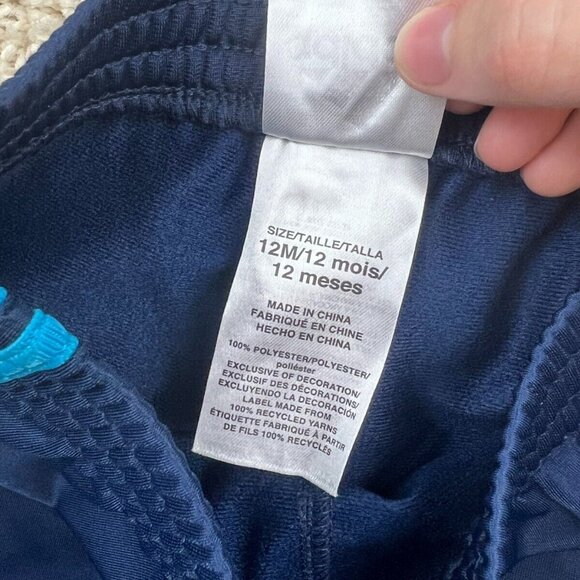 SIZE/TAILLE/TALLA
12M/12 mois/
12 meses
MADE IN CHINA
FABRIQUÉ EN CHINE
HECHO EN CHINA
100% POLYESTER/POLYESTER/
poliéster
EXCLUSIVE OF DECORATION/
EXCLUSIF DES DÉCORATIONS/
EXCLUYENDO LA DECORACIÓN
LABEL MADE FROM
100% RECYCLED YARNS
ÉTIQUETTE FABRIQUÉ À PARTIR
DE FILS 100% RECYCLÉS